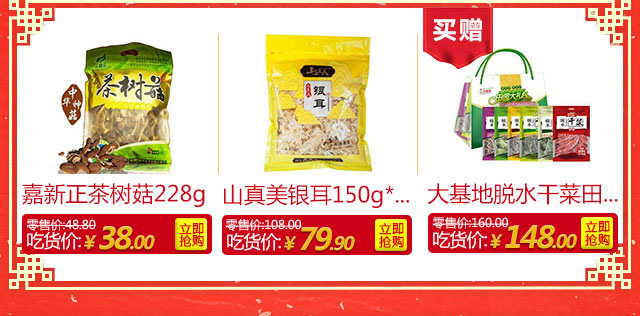 买赠
茶树菇
中华神菇
山真美
银耳
嘉新正茶树菇228g
山真美银耳150g*...
大基地脱水干菜田...
零售价:48.80
吃货价:¥38.00
立即抢购
零售价:108.00
吃货价:¥79.90
立即抢购
零售价:160.00
吃货价:¥148.00
立即抢购